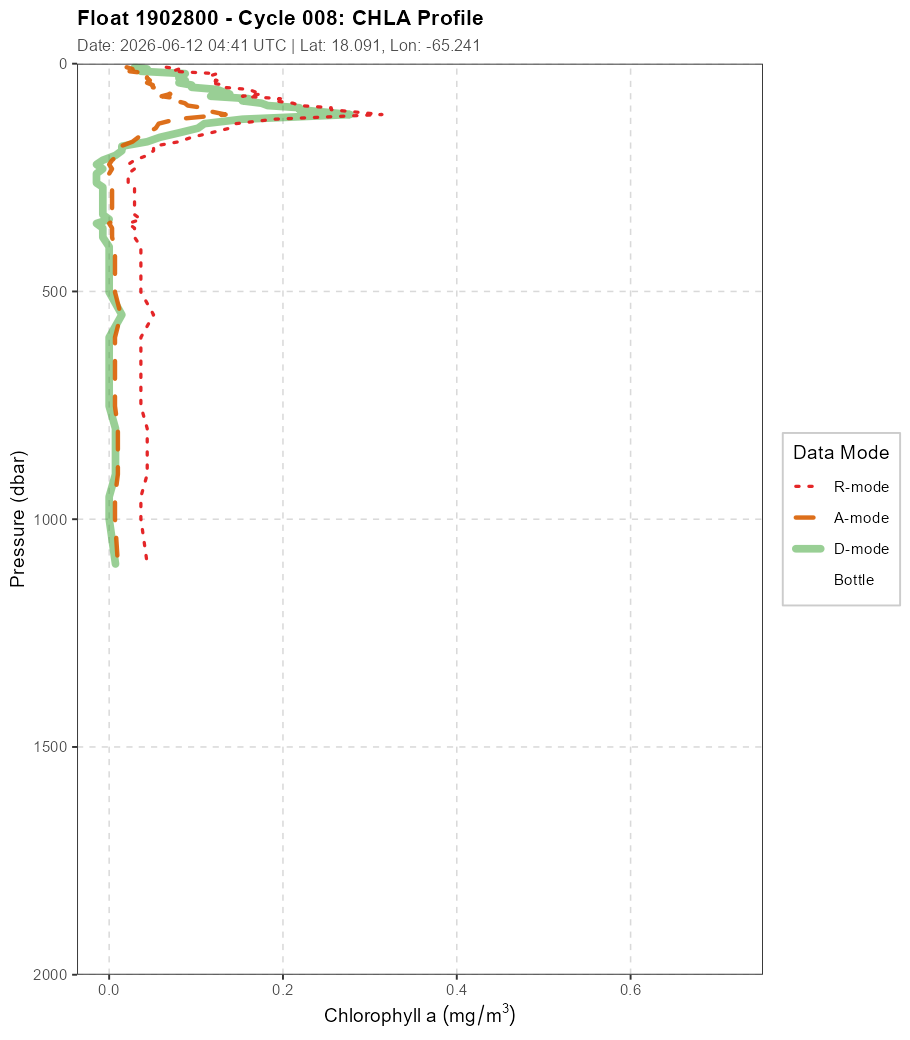 Float 1902800 - Cycle 008: CHLA Profile
Date: 2026-06-12 04:41 UTC | Lat: 18.091, Lon: -65.241
0
500
1000
1500
2000
Pressure (dbar)
0.0 0.2 0.4 0.6
Chlorophyll a (mg/m³)
Data Mode
R-mode
A-mode
D-mode
Bottle